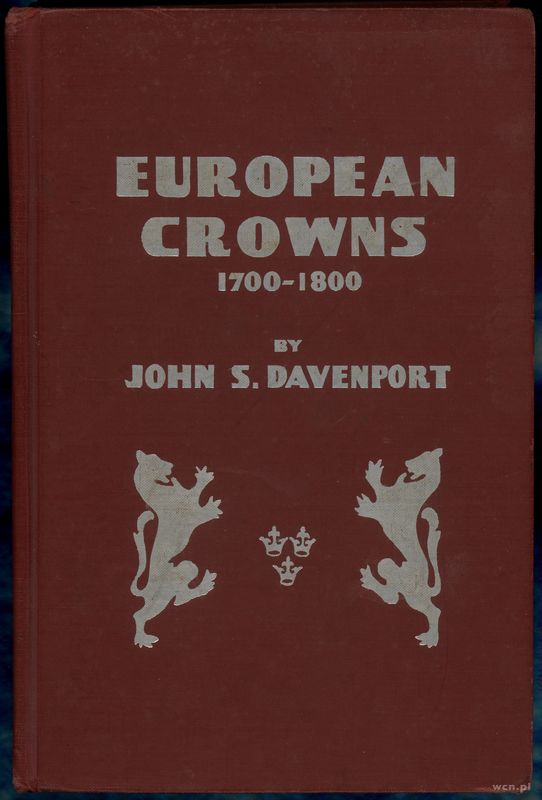 EUROPEAN
CROWNS
1700-1800
BY
JOHN S. DAVENPORT
wcn.pl